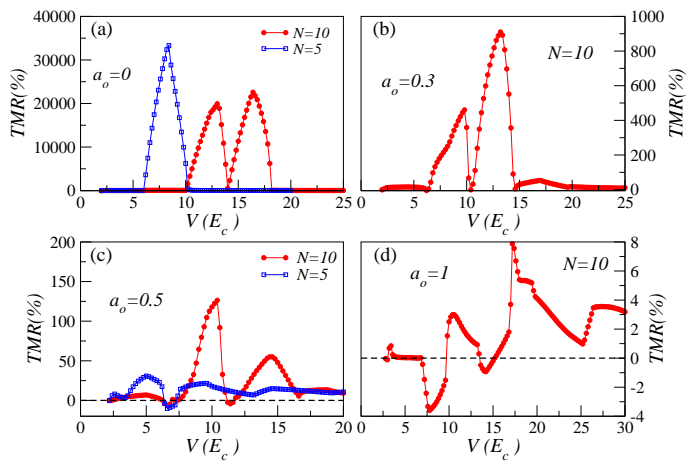 (a)
N=10
N=5
a_o=0
TMR(%)
40000
30000
20000
10000
0
0 5 10 15 20 25
V (E_c)
(b)
N=10
a_o=0.3
TMR(%)
1000
800
600
400
200
0
0 5 10 15 20 25
V (E_c)
(c)
N=10
N=5
a_o=0.5
TMR(%)
200
150
100
50
0
0 5 10 15 20
V (E_c)
(d)
a_o=1
N=10
TMR(%)
8
6
4
2
0
-2
-4
0 5 10 15 20 25 30
V (E_c)